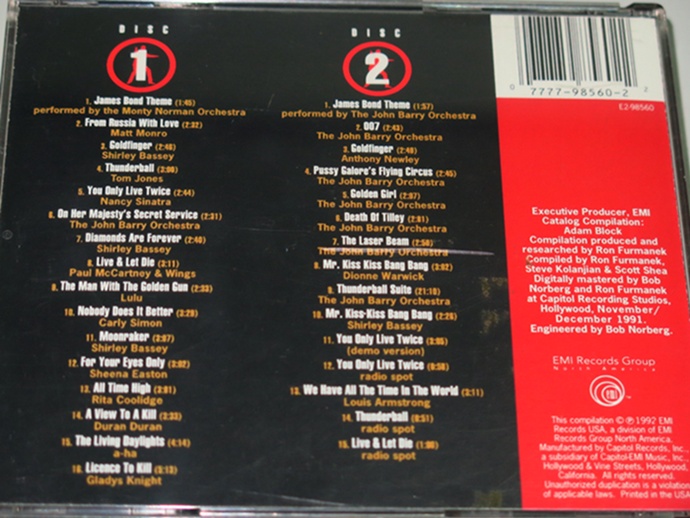 DISC
1
1. James Bond Theme (1:45)
performed by the Monty Norman Orchestra
2. From Russia With Love (2:32)
Matt Monro
3. Goldfinger (2:48)
Shirley Bassey
4. Thunderball (3:00)
Tom Jones
5. You Only Live Twice (2:44)
Nancy Sinatra
6. On Her Majesty's Secret Service (2:31)
The John Barry Orchestra
7. Diamonds Are Forever (2:40)
Shirley Bassey
8. Live & Let Die (3:11)
Paul McCartney & Wings
9. The Man With The Golden Gun (2:33)
Lulu
10. Nobody Does It Better (3:29)
Carly Simon
11. Moonraker (3:07)
Shirley Bassey
12. For Your Eyes Only (3:02)
Sheena Easton
13. All Time High (3:01)
Rita Coolidge
14. A View To A Kill (3:33)
Duran Duran
15. The Living Daylights (4:14)
a-ha
16. Licence To Kill (5:13)
Gladys Knight
DISC
2
1. James Bond Theme (1:57)
performed by The John Barry Orchestra
2. 007 (2:43)
The John Barry Orchestra
3. Goldfinger (2:48)
Anthony Newley
4. Pussy Galore's Flying Circus (2:45)
The John Barry Orchestra
5. Golden Girl (2:07)
The John Barry Orchestra
6. Death Of Tilley (2:01)
The John Barry Orchestra
7. The Laser Beam (2:50)
The John Barry Orchestra
8. Mr. Kiss Kiss Bang Bang (3:02)
Dionne Warwick
9. Thunderball Suite (21:10)
The John Barry Orchestra
10. Mr. Kiss-Kiss Bang Bang (2:26)
Shirley Bassey
11. You Only Live Twice (3:05)
(demo version)
12. You Only Live Twice (0:58)
radio spot
13. We Have All The Time In The World (3:11)
Louis Armstrong
14. Thunderball (0:51)
radio spot
15. Live & Let Die (1:00)
radio spot
0 7777-98560-2 2
E2-98560
Executive Producer, EMI
Catalog Compilation:
Adam Block
Compilation produced and
researched by Ron Furmanek
Compiled by Ron Furmanek,
Steve Kolanjian & Scott Shea
Digitally mastered by Bob
Norberg and Ron Furmanek
at Capitol Recording Studios,
Hollywood, November/
December 1991.
Engineered by Bob Norberg.
EMI Records Group
North America
EMI
This compilation © ℗ 1992 EMI
Records USA, a division of EMI
Records Group North America.
Manufactured by Capitol Records, Inc.,
a subsidiary of Capitol-EMI Music, Inc.,
Hollywood & Vine Streets, Hollywood,
California. All rights reserved.
Unauthorized duplication is a violation
of applicable laws. Printed in the USA